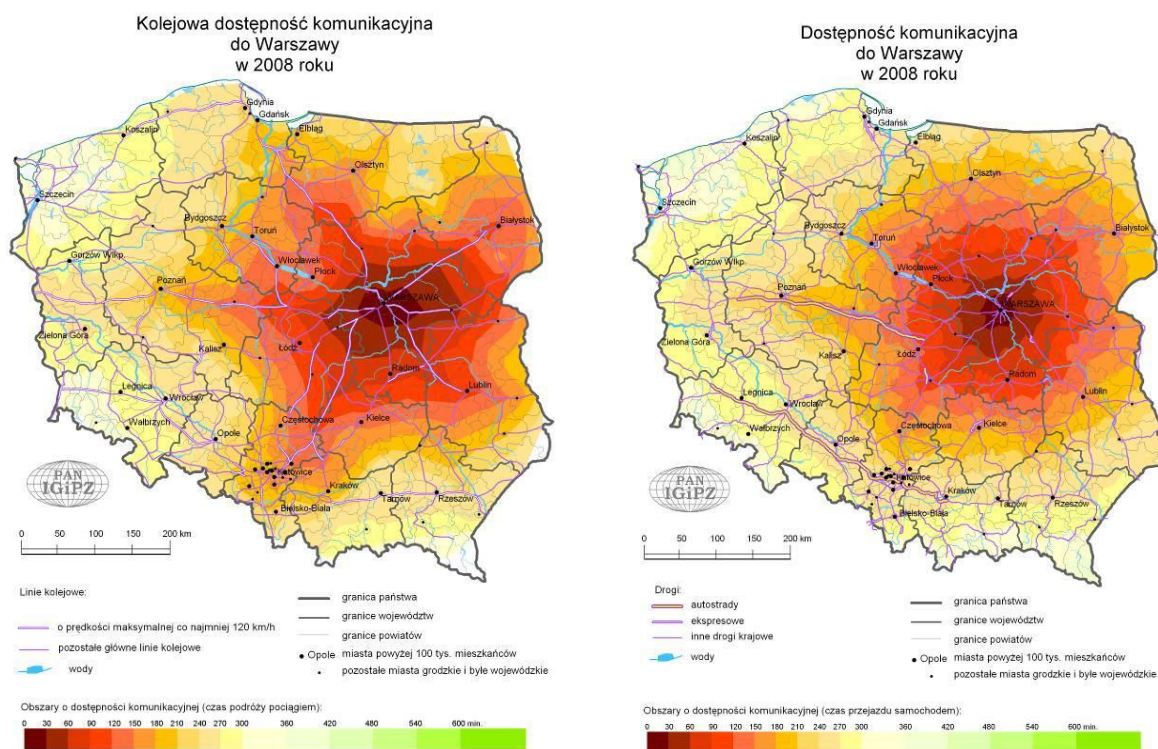 Kolejowa dostępność komunikacyjna
do Warszawy
w 2008 roku
Gdynia
Gdańsk
Koszalin
Elbląg
Olsztyn
Szczecin
Bydgoszcz
Białystok
Toruń
Gorzów Wlkp.
Włocławek
Płock
Poznań
WARSZAWA
Zielona Góra
Kalisz
Łódź
Radom
Legnica
Lublin
Wrocław
Wałbrzych
Częstochowa
Kielce
Opole
PAN
IGiPZ
Katowice
Kraków
Tarnów
Rzeszów
Bielsko-Biała
0 50 100 200 km
Linie kolejowe:
o prędkości maksymalnej co najmniej 120 km/h
pozostałe główne linie kolejowe
wody
granica państwa
granice województw
granice powiatów
Opole miasta powyżej 100 tys. mieszkańców
pozostałe miasta grodzkie i byłe wojewódzkie
Obszary o dostępności komunikacyjnej (czas podróży pociągiem):
0 30 60 90 120 150 180 210 240 300 360 420 480 540 600 min.
Dostępność komunikacyjna
do Warszawy
w 2008 roku
Gdynia
Gdańsk
Koszalin
Elbląg
Olsztyn
Szczecin
Bydgoszcz
Białystok
Toruń
Gorzów Wlkp.
Włocławek
Płock
Poznań
WARSZAWA
Zielona Góra
Kalisz
Łódź
Radom
Legnica
Lublin
Wrocław
Wałbrzych
Częstochowa
Kielce
Opole
PAN
IGiPZ
Katowice
Kraków
Tarnów
Rzeszów
Bielsko-Biała
0 50 100 200 km
Drogi:
autostrady
ekspresowe
inne drogi krajowe
wody
granica państwa
granice województw
granice powiatów
Opole miasta powyżej 100 tys. mieszkańców
pozostałe miasta grodzkie i byłe wojewódzkie
Obszary o dostępności komunikacyjnej (czas przejazdu samochodem):
0 30 60 90 120 150 180 210 240 300 360 420 480 540 600 min.